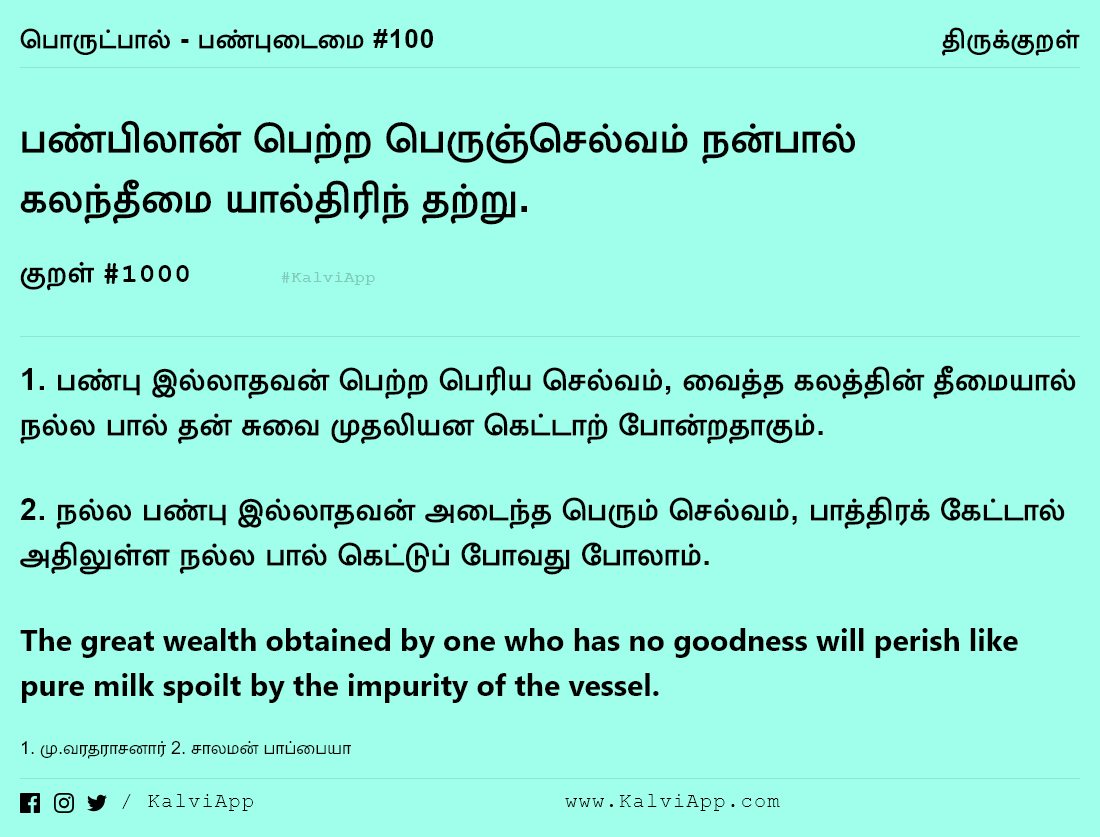 பொருட்பால் - பண்புடைமை #100 திருக்குறள்
பண்பிலான் பெற்ற பெருஞ்செல்வம் நன்பால்
கலந்தீமை யால்திரிந் தற்று.
குறள் #1000 #KalviApp
1. பண்பு இல்லாதவன் பெற்ற பெரிய செல்வம், வைத்த கலத்தின் தீமையால்
நல்ல பால் தன் சுவை முதலியன கெட்டாற் போன்றதாகும்.
2. நல்ல பண்பு இல்லாதவன் அடைந்த பெரும் செல்வம், பாத்திரக் கேட்டால்
அதிலுள்ள நல்ல பால் கெட்டுப் போவது போலாம்.
The great wealth obtained by one who has no goodness will perish like
pure milk spoilt by the impurity of the vessel.
1. மு.வரதராசனார் 2. சாலமன் பாப்பையா
/ KalviApp www.KalviApp.com